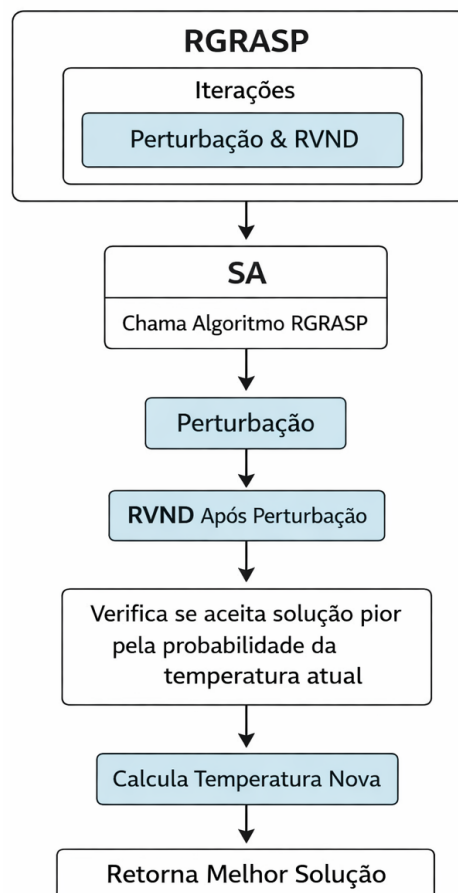 RGRASP
Iterações
Perturbação & RVND
SA
Chama Algoritmo RGRASP
Perturbação
RVND Após Perturbação
Verifica se aceita solução pior
pela probabilidade da
temperatura atual
Calcula Temperatura Nova
Retorna Melhor Solução